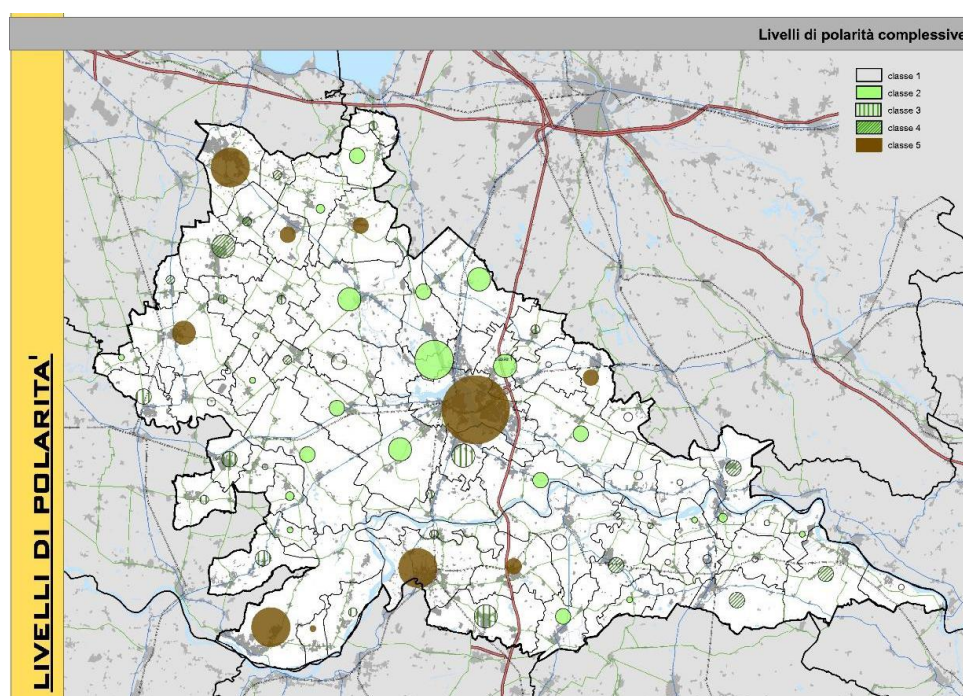 Livelli di polarità complessive
classe 1
classe 2
classe 3
classe 4
classe 5
LIVELLI DI POLARITA'